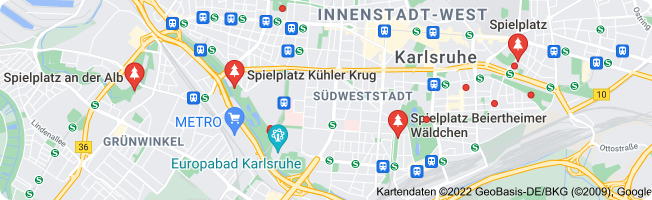 INNENSTADT-WEST
Spielplatz
Karlsruhe
Spielplatz an der Alb
Spielplatz Kühler Krug
SÜDWESTSTADT
10
METRO
Spielplatz Beiertheimer
Wäldchen
Lindenallee
GRÜNWINKEL
36
Europabad Karlsruhe
Ottostraße
Ostring
Kartendaten ©2022 GeoBasis-DE/BKG (©2009), Google